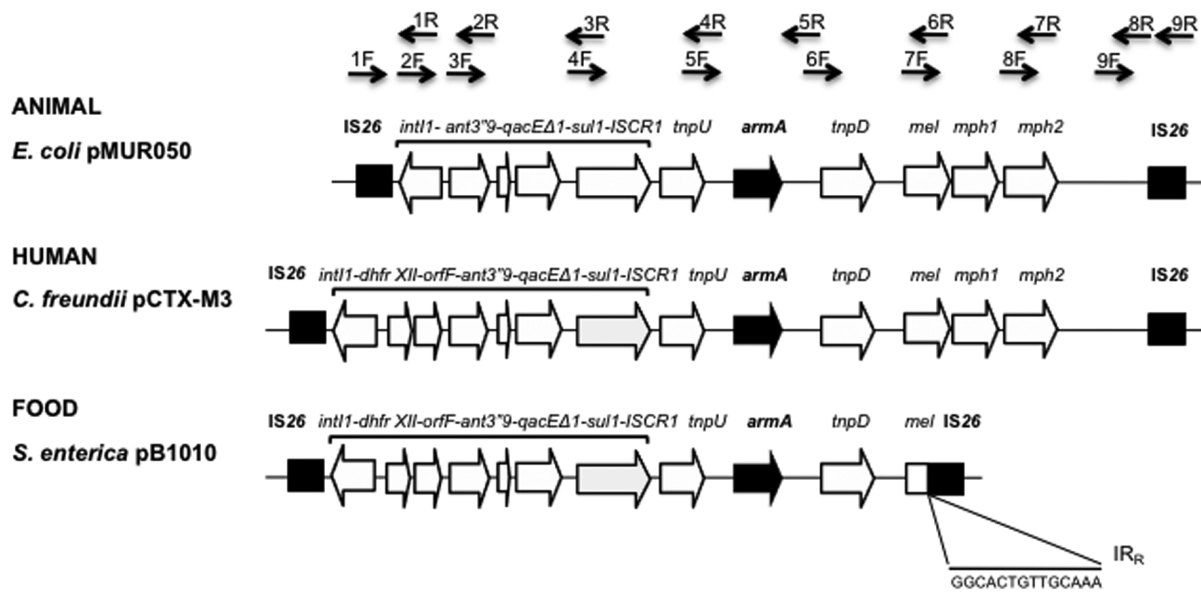 1R 2R 3R 4R 5R 6R 7R 8R 9R
1F 2F 3F 4F 5F 6F 7F 8F 9F
ANIMAL
IS26 intI1- ant3"9-qacEΔ1-sul1-ISCR1 tnpU armA tnpD mel mph1 mph2 IS26
E. coli pMUR050
HUMAN
IS26 intI1-dhfr XII-orfF-ant3"9-qacEΔ1-sul1-ISCR1 tnpU armA tnpD mel mph1 mph2 IS26
C. freundii pCTX-M3
FOOD
IS26 intI1-dhfr XII-orfF-ant3"9-qacEΔ1-sul1-ISCR1 tnpU armA tnpD mel IS26
S. enterica pB1010
IRR
GGCACTGTTGCAAA